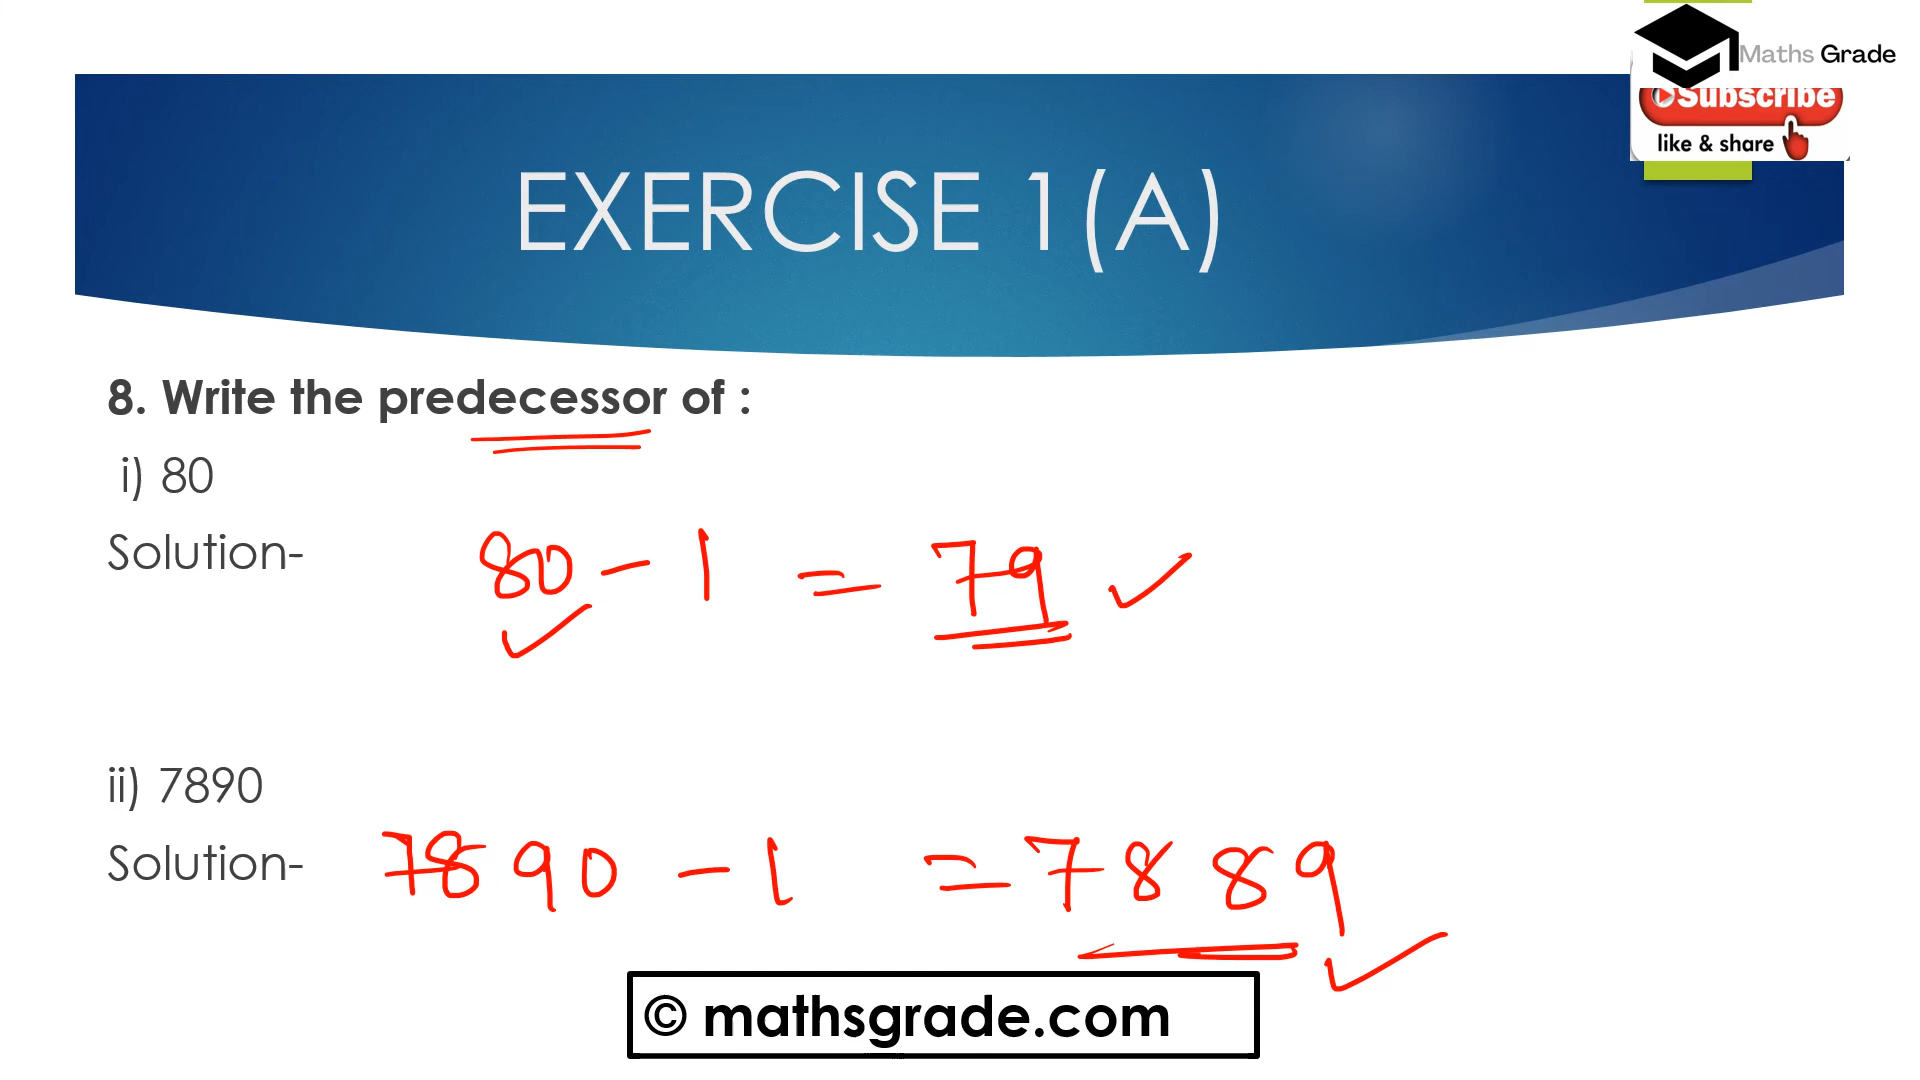 Maths Grade
Subscribe
like & share
EXERCISE 1(A)
8. Write the predecessor of :
i) 80
Solution- 80 - 1 = 79
ii) 7890
Solution- 7890 - 1 = 7889
© mathsgrade.com